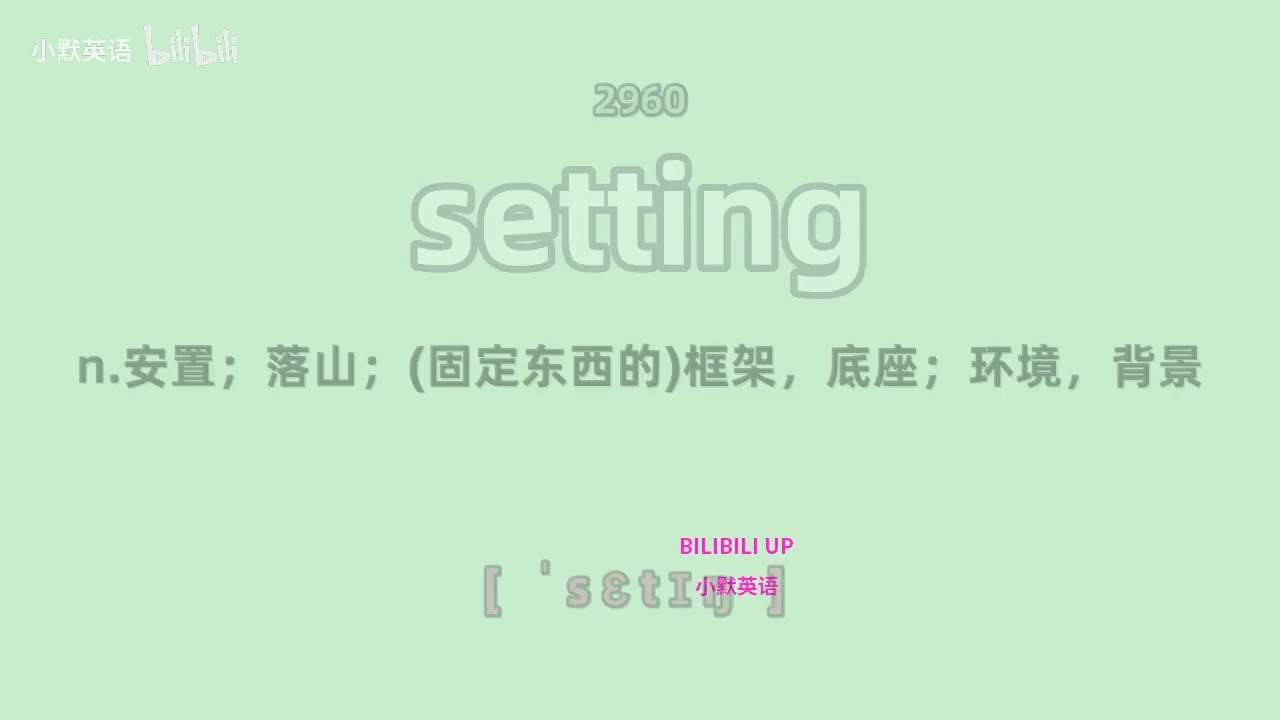 小默英语 bilibili
2960
setting
n.安置；落山；(固定东西的)框架，底座；环境，背景
BILIBILI UP
小默英语
[ ˈsɛtɪŋ ]